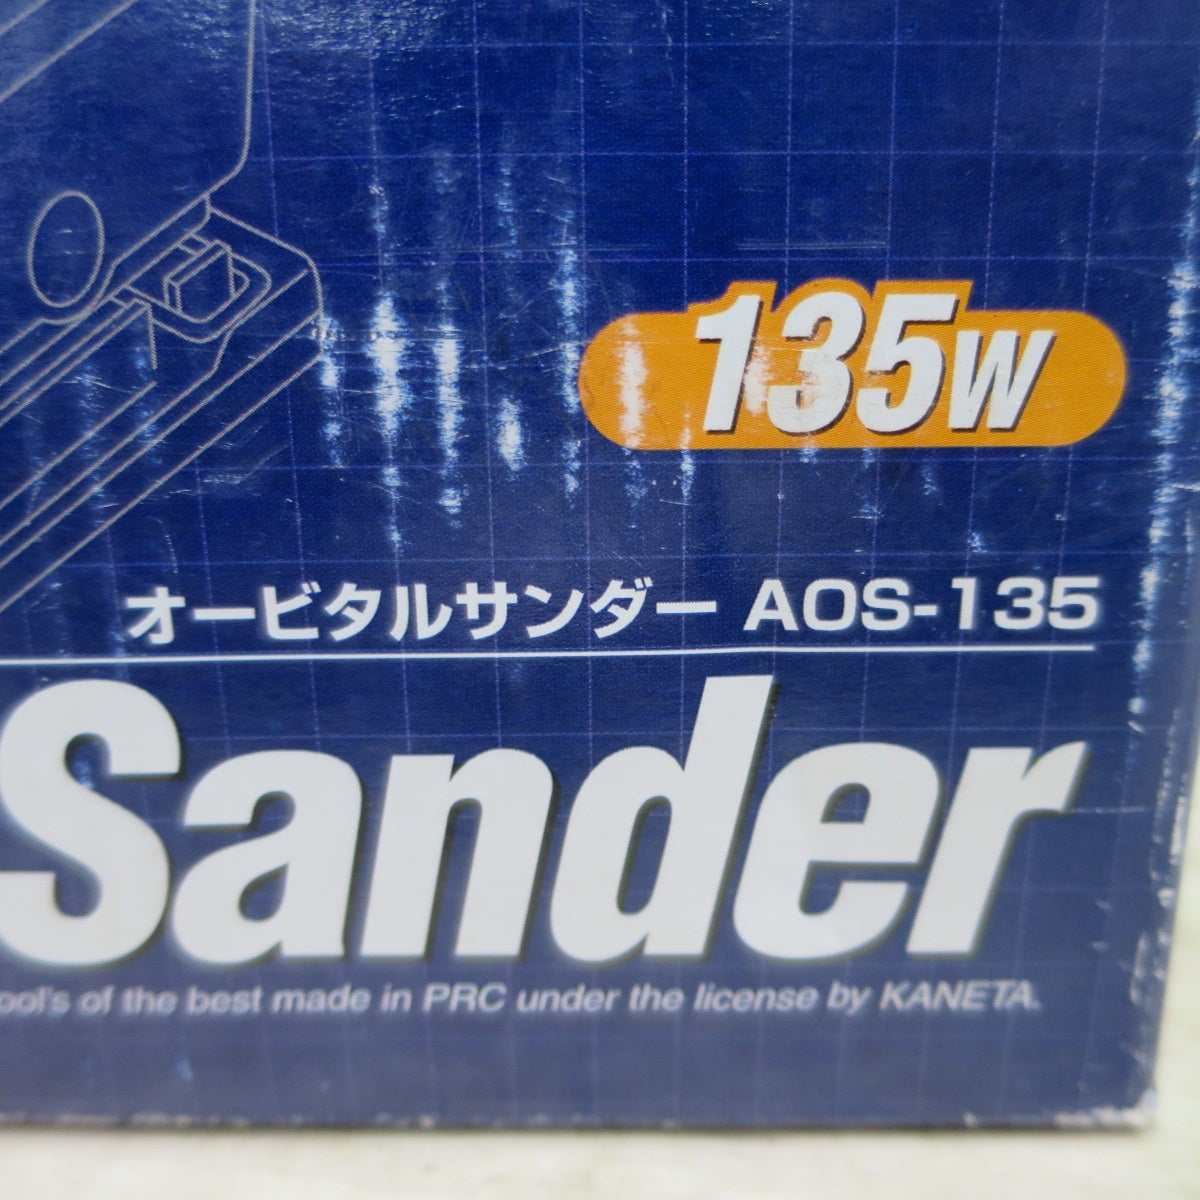 135W
オービタルサンダー AOS-135
Sander
of the best made in PRC under the license by KANETA.